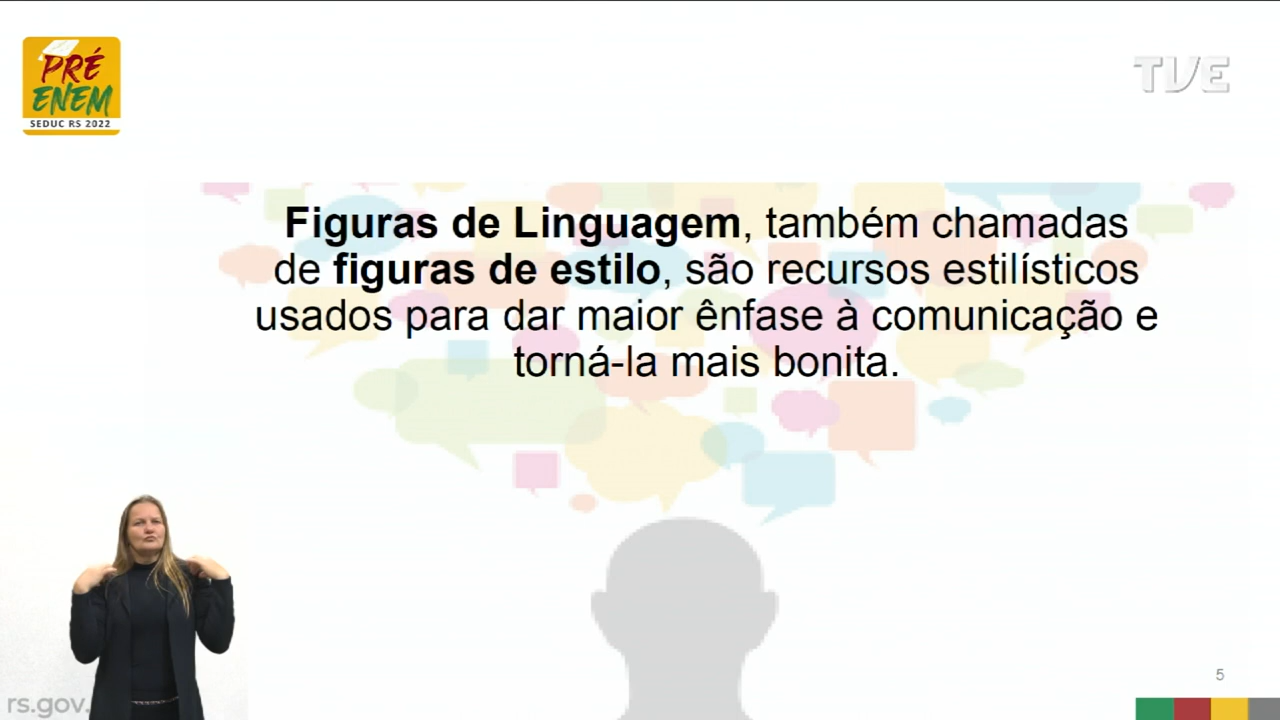 PRÉ
ENEM
SEDUC RS 2022
TVE
Figuras de Linguagem, também chamadas
de figuras de estilo, são recursos estilísticos
usados para dar maior ênfase à comunicação e
torná-la mais bonita.
5
rs.gov.